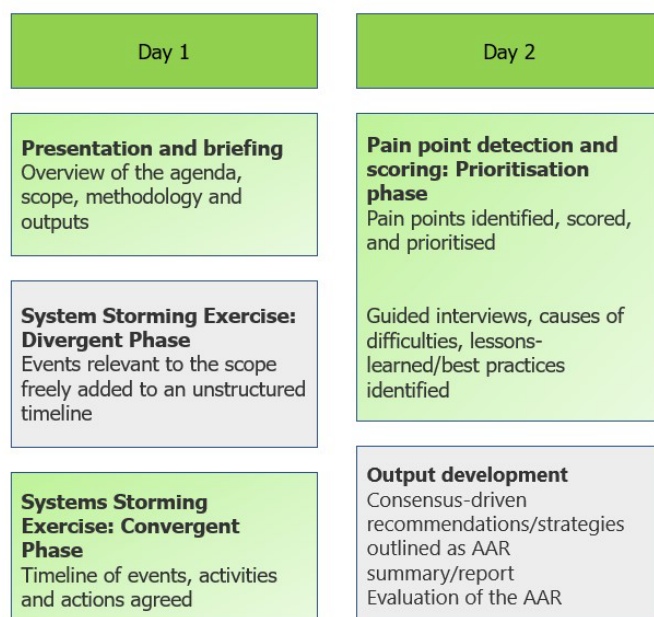 Day 1
Presentation and briefing
Overview of the agenda,
scope, methodology and
outputs
System Storming Exercise:
Divergent Phase
Events relevant to the scope
freely added to an unstructured
timeline
Systems Storming
Exercise: Convergent
Phase
Timeline of events, activities
and actions agreed
Day 2
Pain point detection and
scoring: Prioritisation
phase
Pain points identified, scored,
and prioritised
Guided interviews, causes of
difficulties, lessons-
learned/best practices
identified
Output development
Consensus-driven
recommendations/strategies
outlined as AAR
summary/report
Evaluation of the AAR